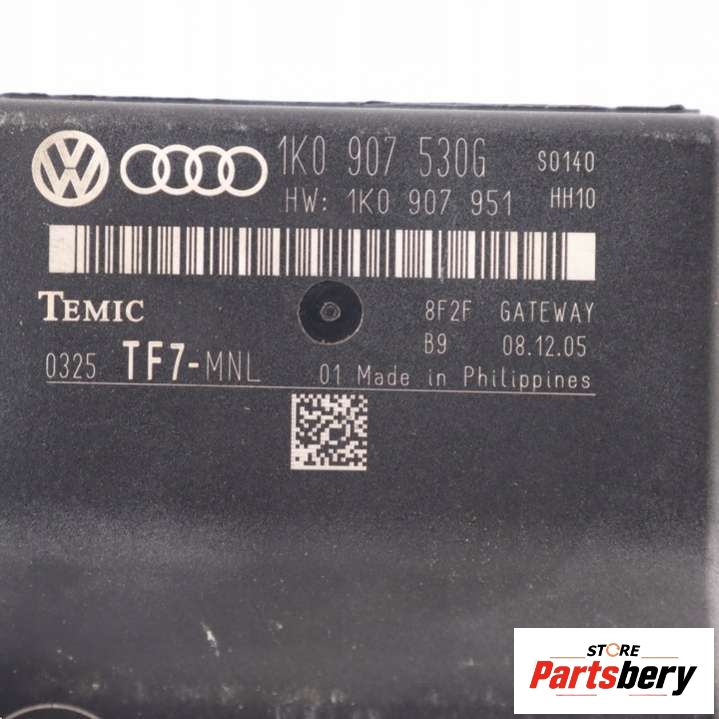 1K0 907 530G S0140
HW: 1K0 907 951 HH10
TEMIC 8F2F GATEWAY
B9 08.12.05
0325 TF7-MNL 01 Made in Philippines
STORE
Partsbery